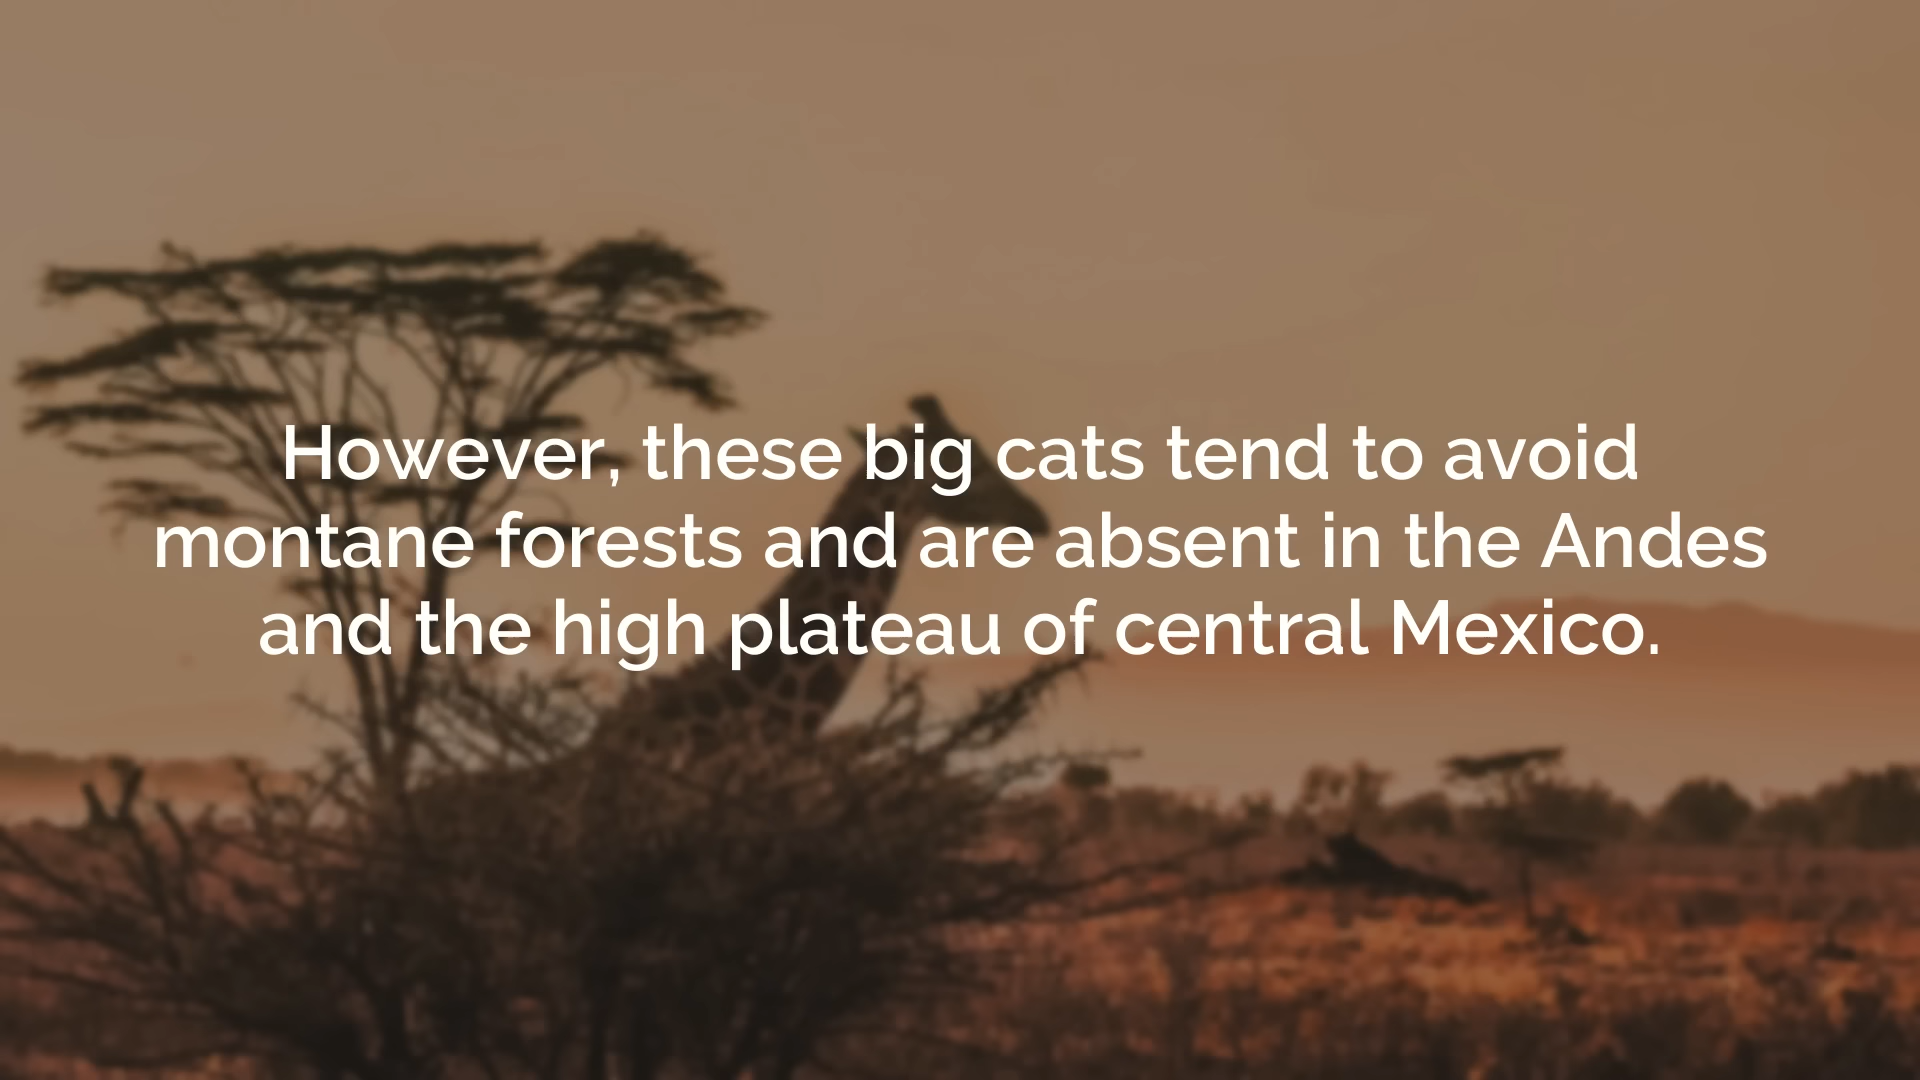 However, these big cats tend to avoid
montane forests and are absent in the Andes
and the high plateau of central Mexico.